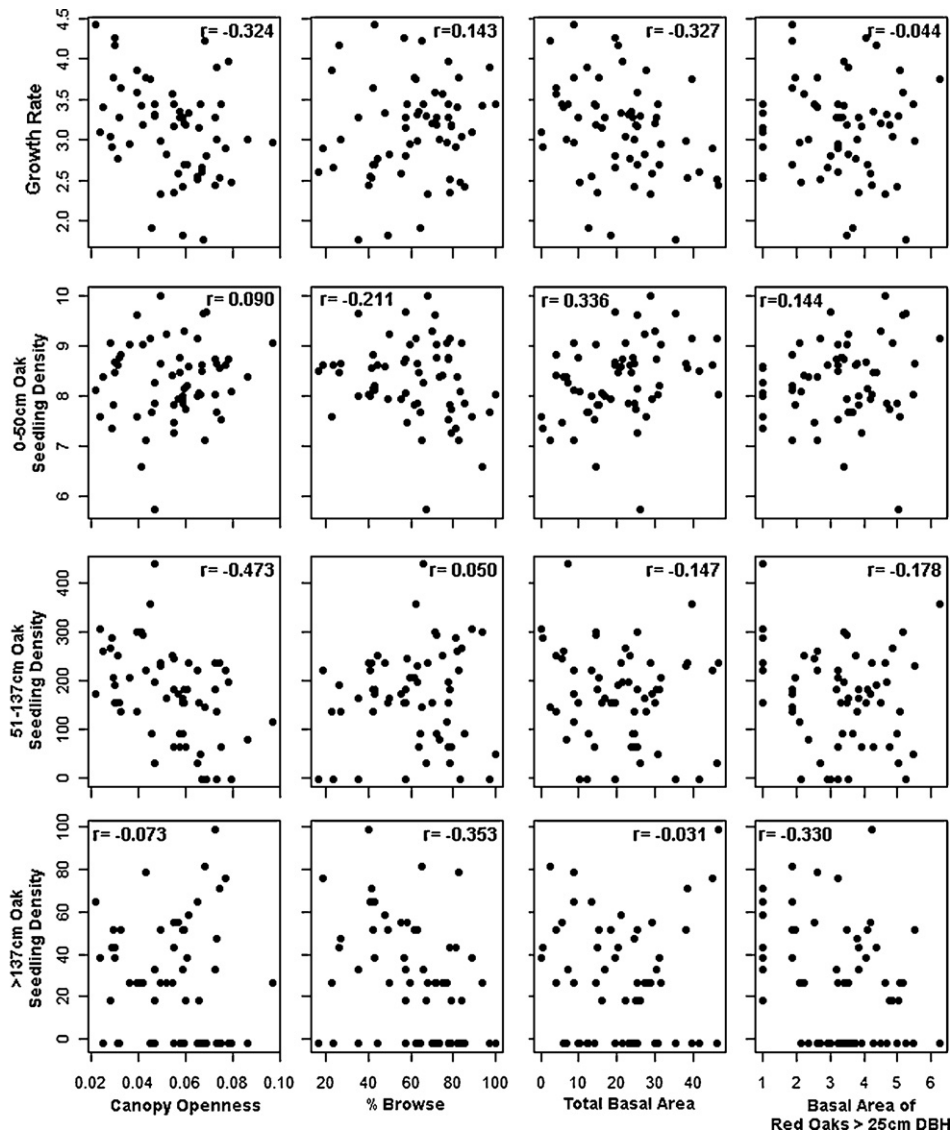 r= -0.324
r=0.143
r= -0.327
r= -0.044
Growth Rate
4.5
4.0
3.5
3.0
2.5
2.0
r= 0.090
r= -0.211
r= 0.336
r=0.144
0-50cm Oak
Seedling Density
10
9
8
7
6
r= -0.473
r= 0.050
r= -0.147
r= -0.178
51-137cm Oak
Seedling Density
400
300
200
100
0
r= -0.073
r= -0.353
r= -0.031
r= -0.330
>137cm Oak
Seedling Density
100
80
60
40
20
0
0.02 0.04 0.06 0.08 0.10
20 40 60 80 100
0 10 20 30 40
1 2 3 4 5 6
Canopy Openness
% Browse
Total Basal Area
Basal Area of
Red Oaks > 25cm DBH